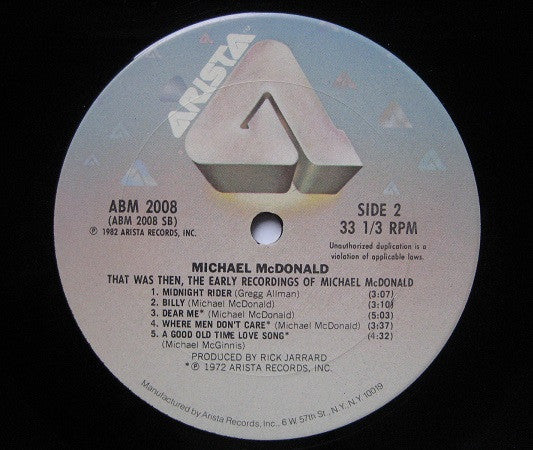 ARISTA
ABM 2008
(ABM 2008 SB)
℗ 1982 ARISTA RECORDS, INC.
SIDE 2
33 1/3 RPM
Unauthorized duplication is a
violation of applicable laws.
MICHAEL McDONALD
THAT WAS THEN, THE EARLY RECORDINGS OF MICHAEL McDONALD
1. MIDNIGHT RIDER (Gregg Allman) (3:07)
2. BILLY (Michael McDonald) (3:10)
3. DEAR ME* (Michael McDonald) (5:03)
4. WHERE MEN DON'T CARE* (Michael McDonald) (3:37)
5. A GOOD OLD TIME LOVE SONG* (4:32)
(Michael McGinnis)
PRODUCED BY RICK JARRARD
*℗ 1972 ARISTA RECORDS, INC.
Manufactured by Arista Records, Inc., 6 W. 57th St., N.Y. N.Y. 10019